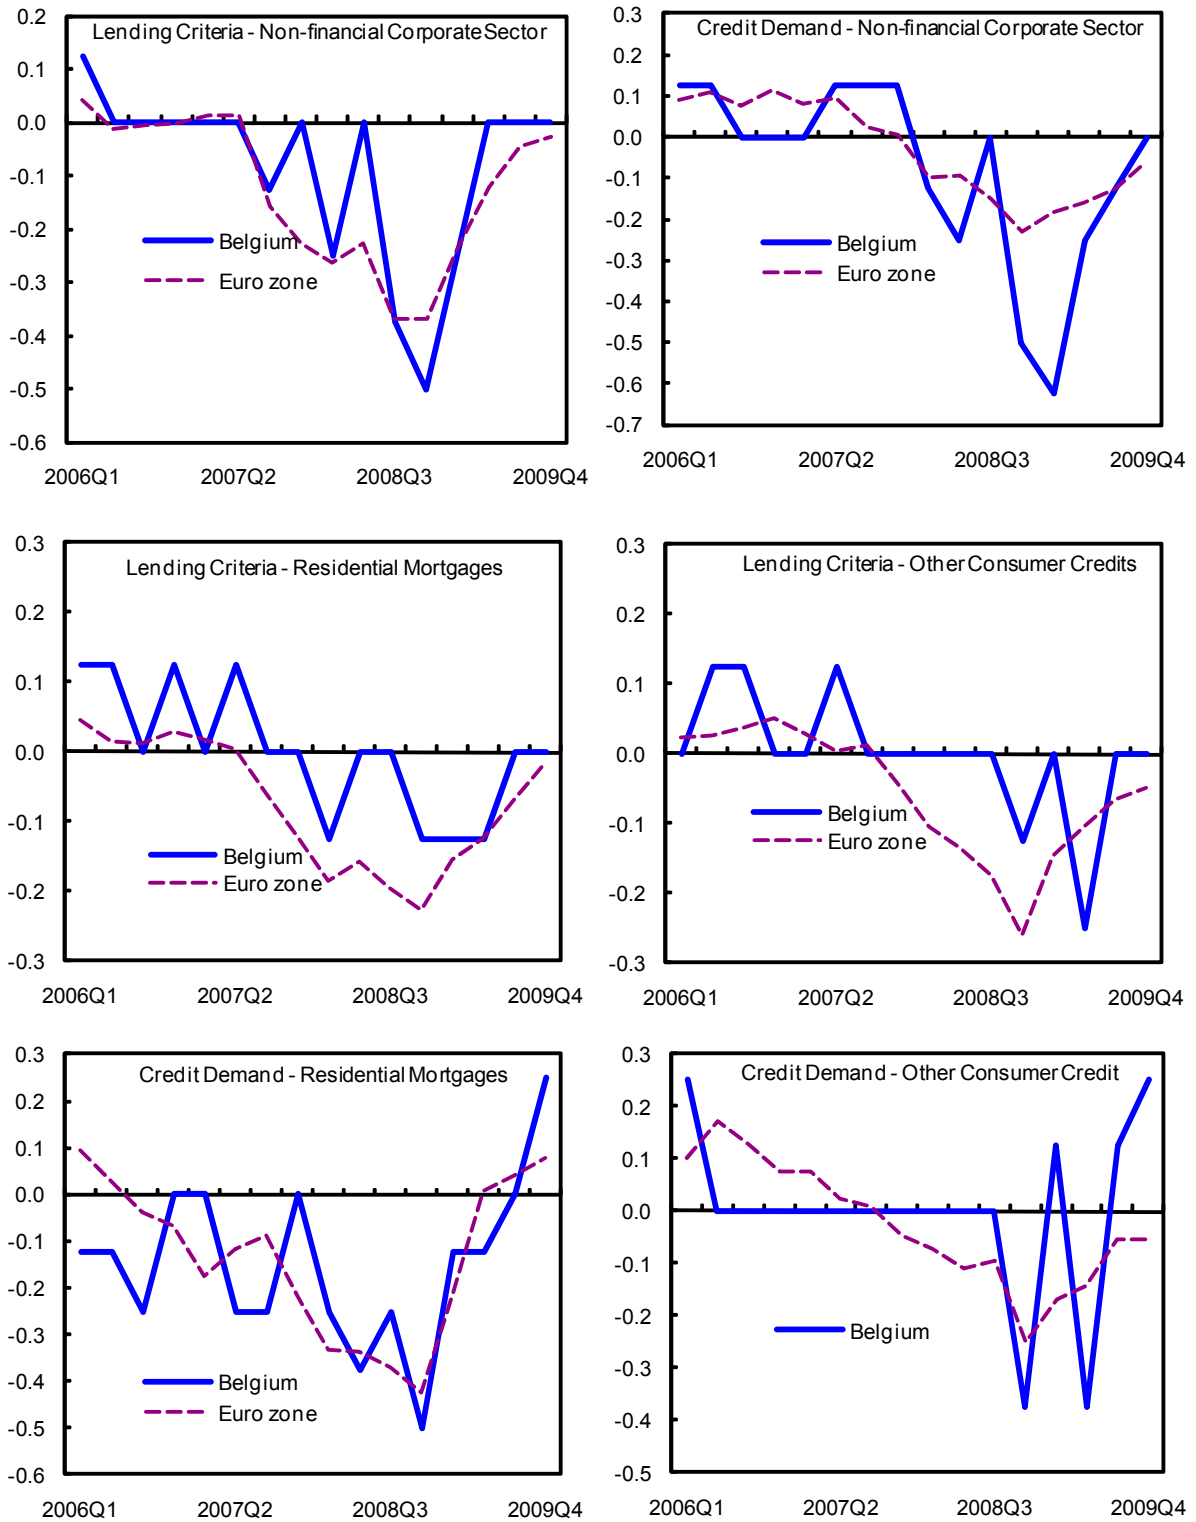 Lending Criteria - Non-financial Corporate Sector
0.2
0.1
0.0
-0.1
-0.2
-0.3
-0.4
-0.5
-0.6
Belgium
Euro zone
2006Q1 2007Q2 2008Q3 2009Q4
Credit Demand - Non-financial Corporate Sector
0.3
0.2
0.1
0.0
-0.1
-0.2
-0.3
-0.4
-0.5
-0.6
-0.7
Belgium
Euro zone
2006Q1 2007Q2 2008Q3 2009Q4
Lending Criteria - Residential Mortgages
0.3
0.2
0.1
0.0
-0.1
-0.2
-0.3
Belgium
Euro zone
2006Q1 2007Q2 2008Q3 2009Q4
Lending Criteria - Other Consumer Credits
0.3
0.2
0.1
0.0
-0.1
-0.2
-0.3
Belgium
Euro zone
2006Q1 2007Q2 2008Q3 2009Q4
Credit Demand - Residential Mortgages
0.3
0.2
0.1
0.0
-0.1
-0.2
-0.3
-0.4
-0.5
-0.6
Belgium
Euro zone
2006Q1 2007Q2 2008Q3 2009Q4
Credit Demand - Other Consumer Credit
0.3
0.2
0.1
0.0
-0.1
-0.2
-0.3
-0.4
-0.5
Belgium
2006Q1 2007Q2 2008Q3 2009Q4